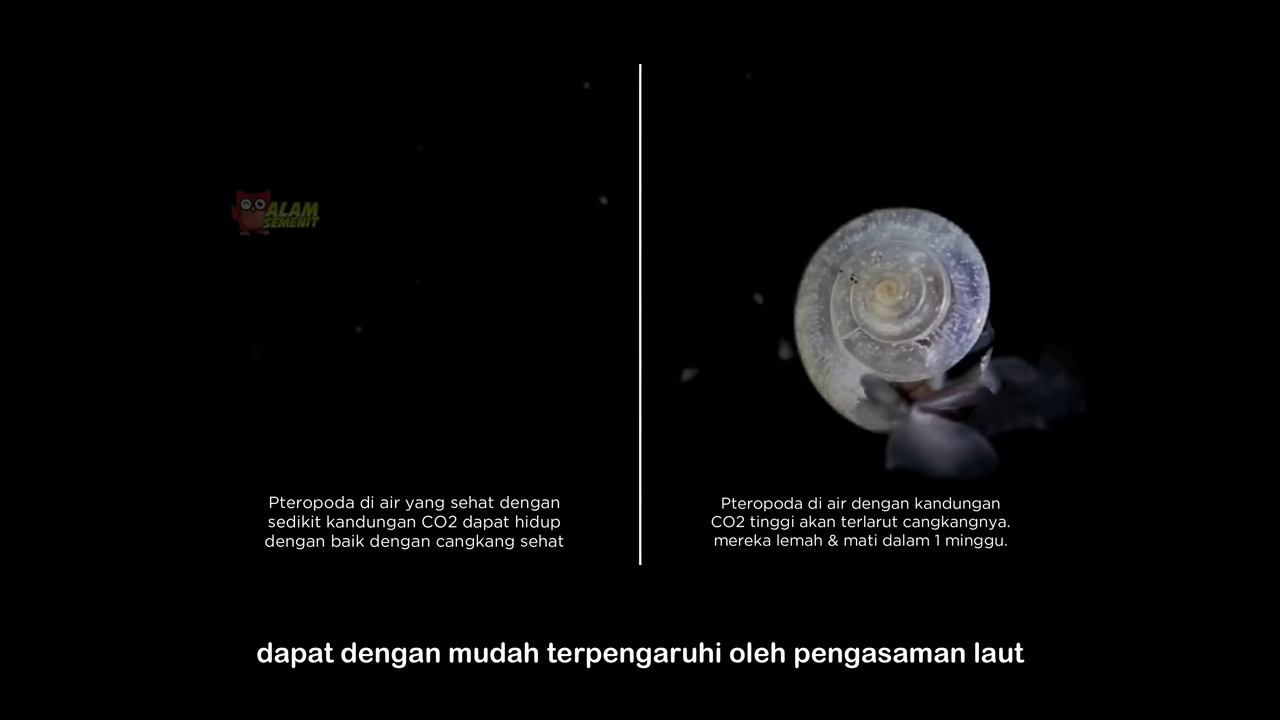 ALAM
SEMENIT
Pteropoda di air yang sehat dengan
sedikit kandungan CO2 dapat hidup
dengan baik dengan cangkang sehat
Pteropoda di air dengan kandungan
CO2 tinggi akan terlarut cangkangnya.
mereka lemah & mati dalam 1 minggu.
dapat dengan mudah terpengaruhi oleh pengasaman laut